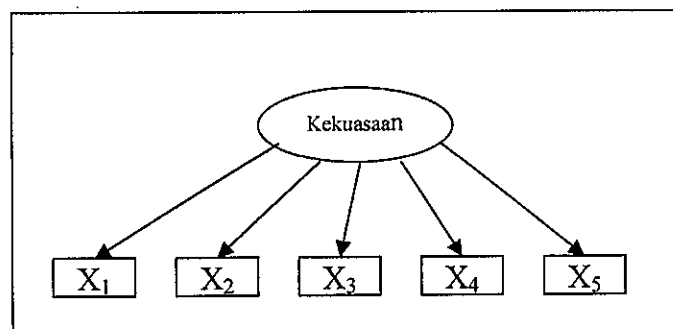 Kekuasaan
X₁ X₂ X₃ X₄ X₅